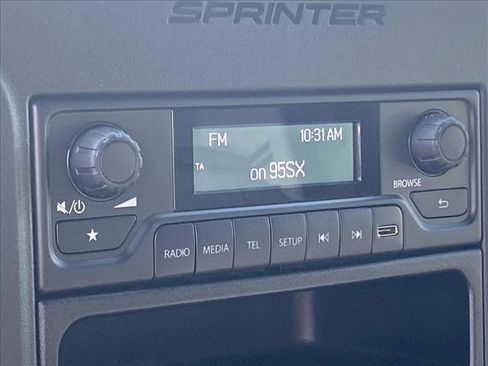 SPRINTER
FM 10:31 AM
TA
on 95SX
BROWSE
RADIO MEDIA TEL SETUP